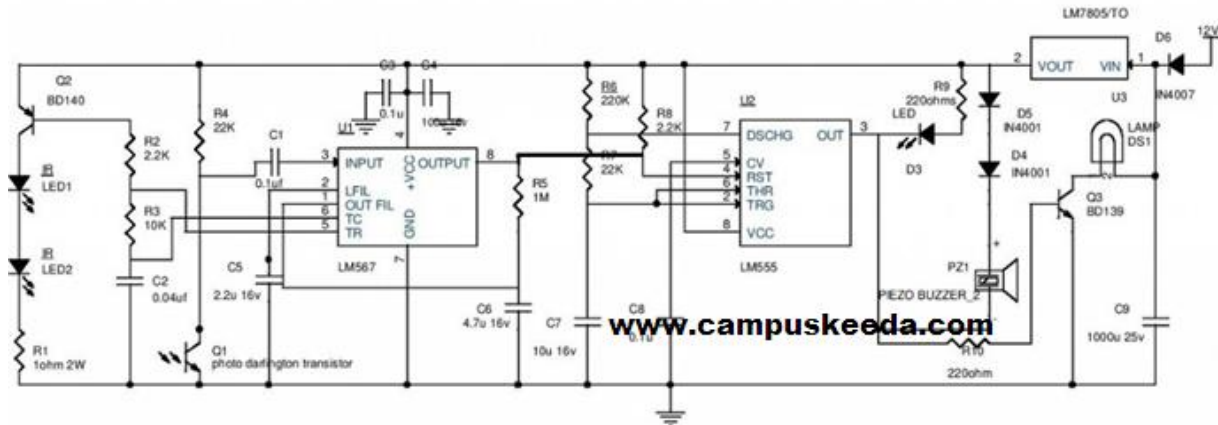 LM7805/TO
D6
12V
2
VOUT
VIN
1
IN4007
U3
Q2
BD140
R4
22K
C3
0.1u
C4
R6
220K
R8
2.2K
U2
R9
220ohms
LED
D3
D5
IN4001
D4
IN4001
LAMP
DS1
2
R2
2.2K
C1
0.1uf
U1
4
3
INPUT
OUTPUT
8
+VCC
2
LFIL
1
OUT FIL
6
TC
5
TR
GND
7
LM567
R5
1M
R7
22K
7
DSCHG
OUT
3
5
CV
4
RST
6
THR
2
TRG
8
VCC
LM555
Q3
BD139
IR
LED1
R3
10K
IR
LED2
C2
0.04uf
C5
2.2u 16v
C6
4.7u 16v
C7
10u 16v
C8
0.1u
+
PZ1
PIEZO BUZZER_2
-
C9
1000u 25v
www.campuskeeda.com
R1
1ohm 2W
Q1
photo darlington transistor
R10
220ohm